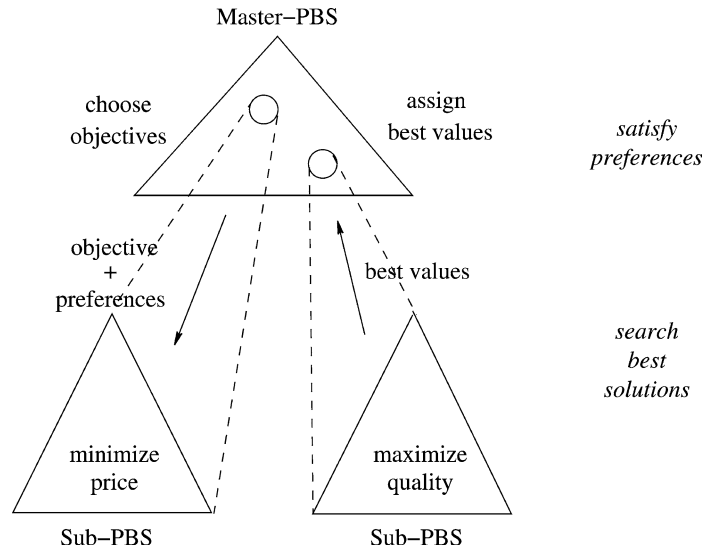 Master−PBS
choose
objectives
assign
best values
satisfy
preferences
objective
+
preferences
best values
search
best
solutions
minimize
price
maximize
quality
Sub−PBS
Sub−PBS